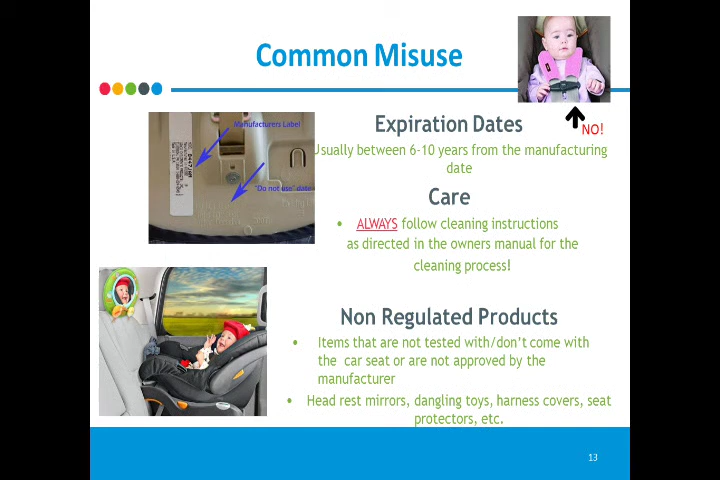 Common Misuse
NO!
Manufacturers Label
"Do not use" date
Expiration Dates
Usually between 6-10 years from the manufacturing
date
Care
• ALWAYS follow cleaning instructions
as directed in the owners manual for the
cleaning process!
Non Regulated Products
• Items that are not tested with/don't come with
the car seat or are not approved by the
manufacturer
• Head rest mirrors, dangling toys, harness covers, seat
protectors, etc.
13